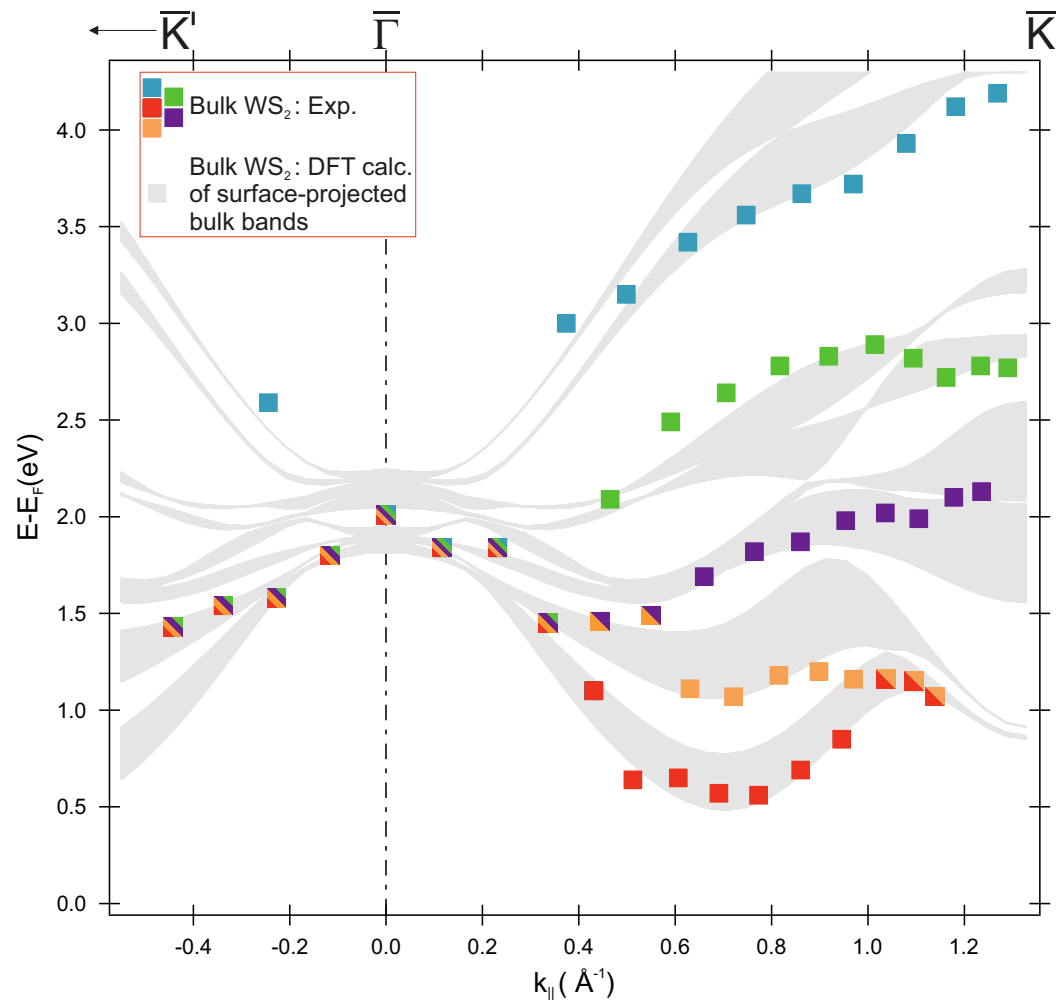 K̅' Γ̅ K̅
Bulk WS₂: Exp.
Bulk WS₂: DFT calc.
of surface-projected
bulk bands
4.0
3.5
3.0
2.5
2.0
1.5
1.0
0.5
0.0
E-E_F(eV)
-0.4 -0.2 0.0 0.2 0.4 0.6 0.8 1.0 1.2
k_|| ( Å⁻¹)